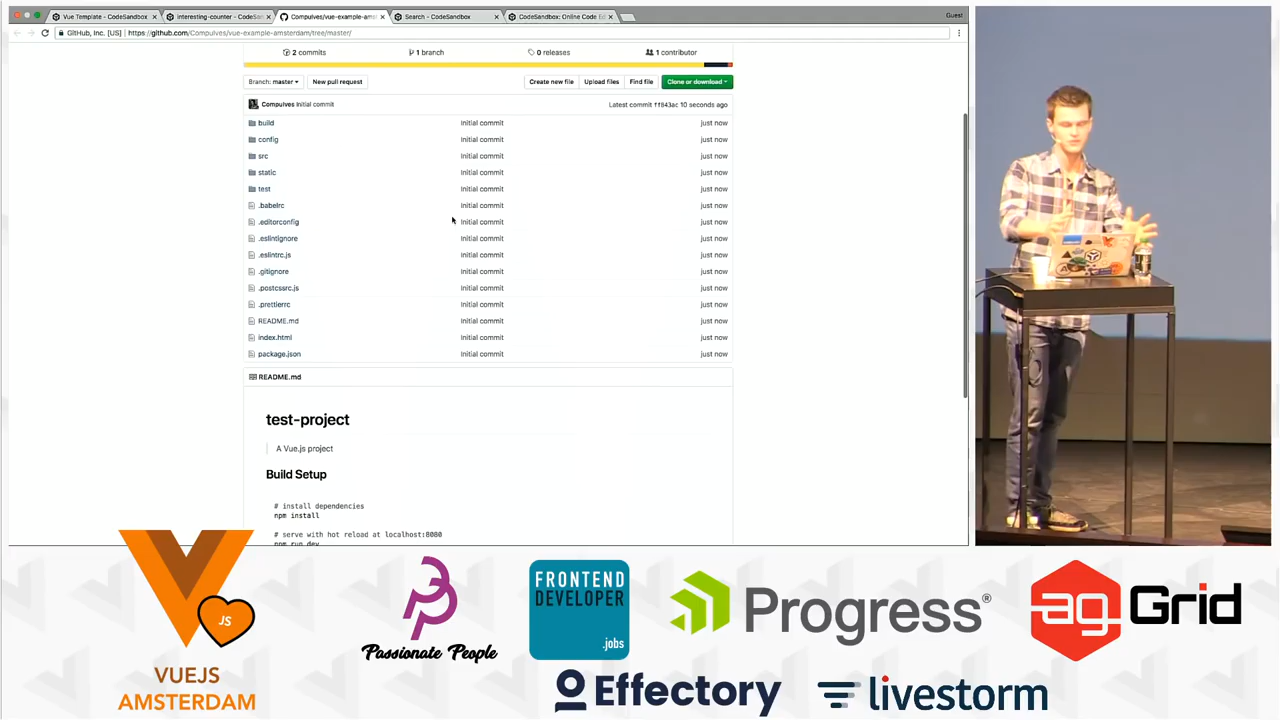 Vue Template - CodeSandbox
interesting-counter - CodeSan
Compulves/vue-example-ams
Search - CodeSandbox
CodeSandbox: Online Code Ed
Guest
GitHub, Inc. [US]
https://github.com/Compulves/vue-example-amsterdam/tree/master/
2 commits
1 branch
0 releases
1 contributor
Branch: master
New pull request
Create new file
Upload files
Find file
Clone or download
Compulves Initial commit
Latest commit ff843ac 10 seconds ago
build Initial commit just now
config Initial commit just now
src Initial commit just now
static Initial commit just now
test Initial commit just now
.babelrc Initial commit just now
.editorconfig Initial commit just now
.eslintignore Initial commit just now
.eslintrc.js Initial commit just now
.gitignore Initial commit just now
.postcssrc.js Initial commit just now
.prettierrc Initial commit just now
README.md Initial commit just now
index.html Initial commit just now
package.json Initial commit just now
README.md
test-project
A Vue.js project
Build Setup
# install dependencies
npm install
# serve with hot reload at localhost:8080
npm run dev
JS
VUEJS
AMSTERDAM
Passionate People
FRONTEND
DEVELOPER
.jobs
Progress®
ag Grid
Effectory
livestorm